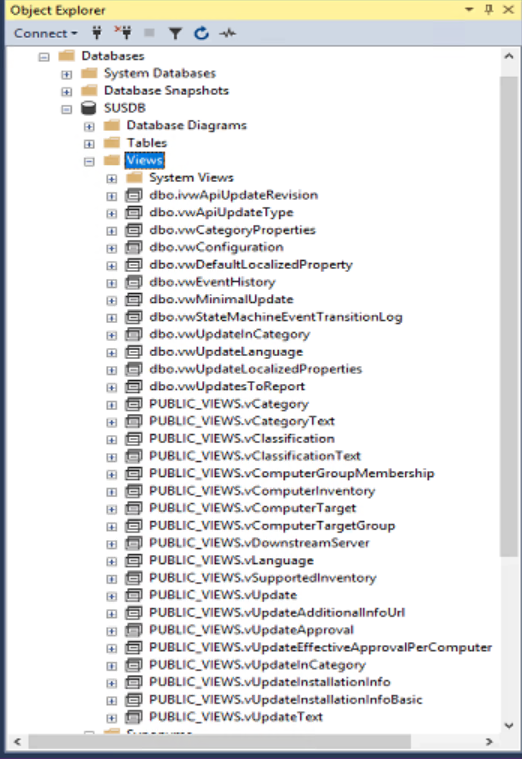 Object Explorer
Connect
Databases
System Databases
Database Snapshots
SUSDB
Database Diagrams
Tables
Views
System Views
dbo.ivwApiUpdateRevision
dbo.vwApiUpdateType
dbo.vwCategoryProperties
dbo.vwConfiguration
dbo.vwDefaultLocalizedProperty
dbo.vwEventHistory
dbo.vwMinimalUpdate
dbo.vwStateMachineEventTransitionLog
dbo.vwUpdateInCategory
dbo.vwUpdateLanguage
dbo.vwUpdateLocalizedProperties
dbo.vwUpdatesToReport
PUBLIC_VIEWS.vCategory
PUBLIC_VIEWS.vCategoryText
PUBLIC_VIEWS.vClassification
PUBLIC_VIEWS.vClassificationText
PUBLIC_VIEWS.vComputerGroupMembership
PUBLIC_VIEWS.vComputerInventory
PUBLIC_VIEWS.vComputerTarget
PUBLIC_VIEWS.vComputerTargetGroup
PUBLIC_VIEWS.vDownstreamServer
PUBLIC_VIEWS.vLanguage
PUBLIC_VIEWS.vSupportedInventory
PUBLIC_VIEWS.vUpdate
PUBLIC_VIEWS.vUpdateAdditionalInfoUrl
PUBLIC_VIEWS.vUpdateApproval
PUBLIC_VIEWS.vUpdateEffectiveApprovalPerComputer
PUBLIC_VIEWS.vUpdateInCategory
PUBLIC_VIEWS.vUpdateInstallationInfo
PUBLIC_VIEWS.vUpdateInstallationInfoBasic
PUBLIC_VIEWS.vUpdateText